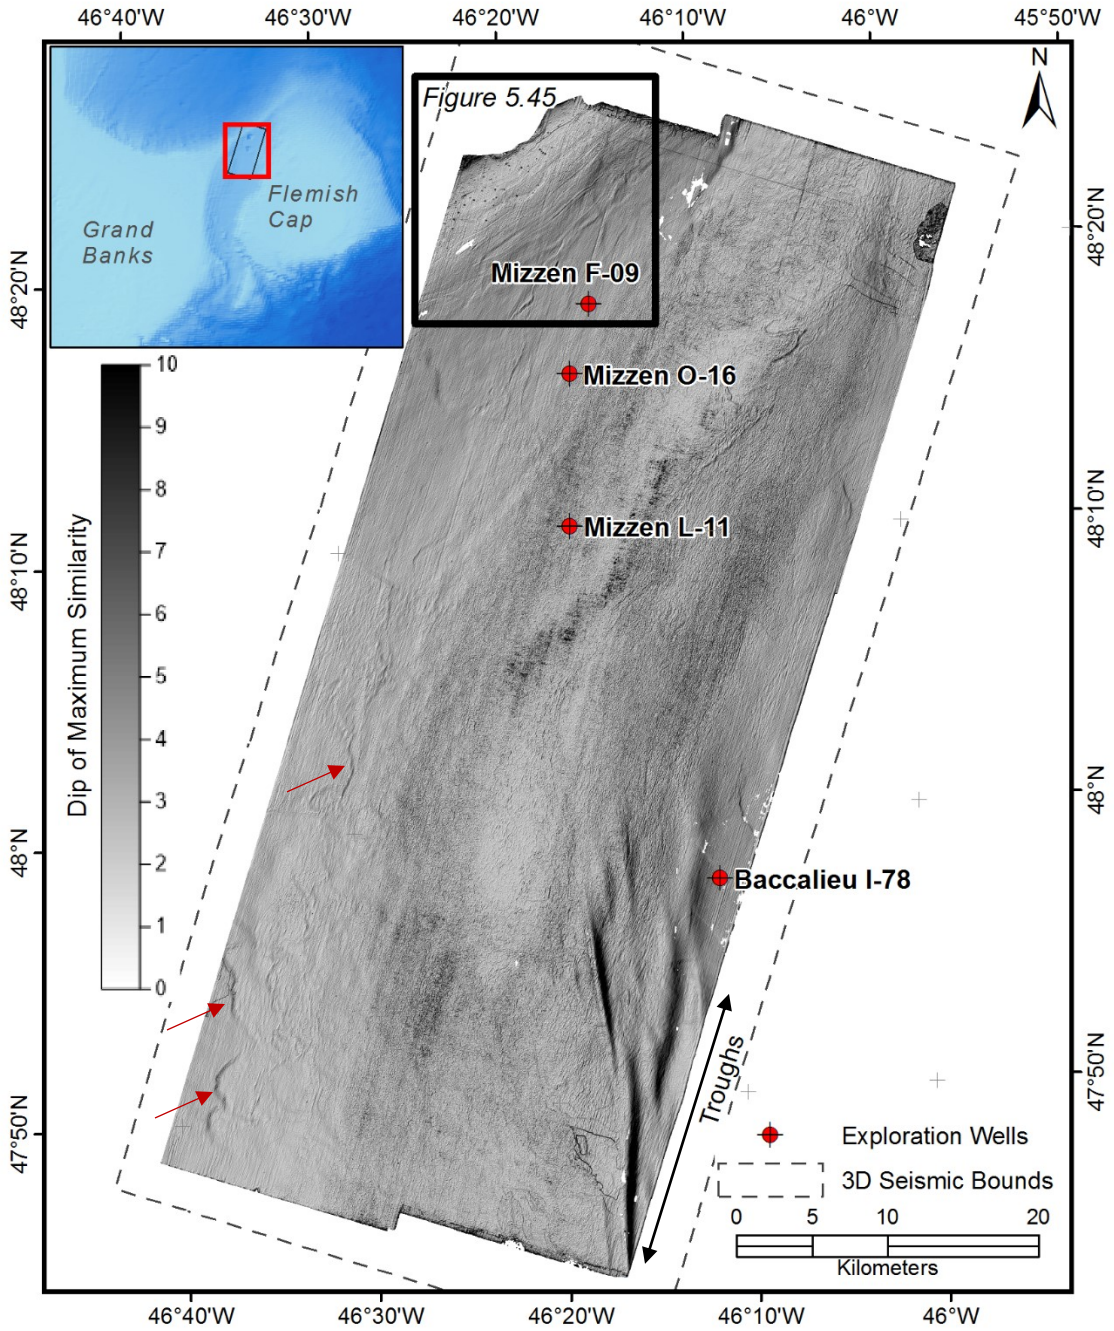 46°40'W
46°30'W
46°20'W
46°10'W
46°W
45°50'W
Figure 5.45
N
Grand
Banks
Flemish
Cap
48°20'N
48°20'N
Mizzen F-09
Mizzen O-16
Mizzen L-11
Baccalieu I-78
10
9
8
7
6
5
4
3
2
1
0
Dip of Maximum Similarity
48°10'N
48°10'N
48°N
48°N
47°50'N
47°50'N
Troughs
Exploration Wells
3D Seismic Bounds
0
5
10
20
Kilometers
46°40'W
46°30'W
46°20'W
46°10'W
46°W